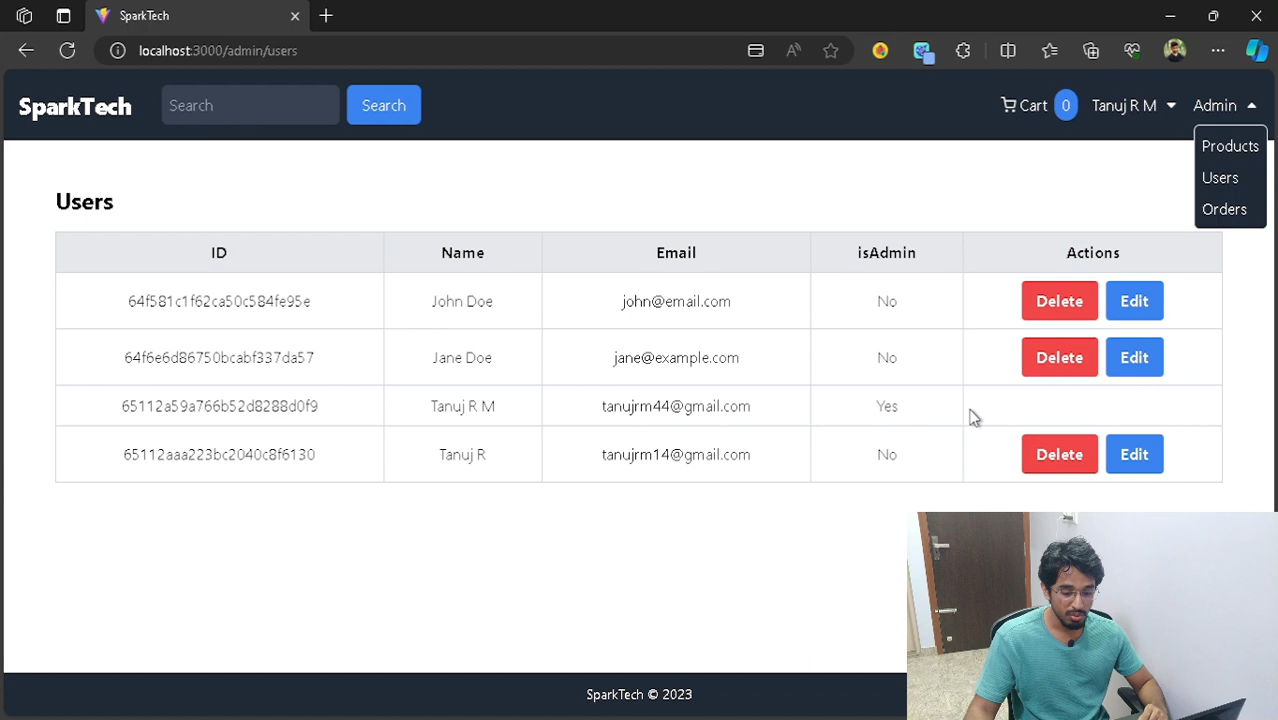 SparkTech
localhost:3000/admin/users
SparkTech
Search
Search
Cart 0
Tanuj R M
Admin
Products
Users
Orders
Users
ID Name Email isAdmin Actions
64f581c1f62ca50c584fe95e John Doe john@email.com No Delete Edit
64f6e6d86750bcabf337da57 Jane Doe jane@example.com No Delete Edit
65112a59a766b52d8288d0f9 Tanuj R M tanujrm44@gmail.com Yes
65112aaa223bc2040c8f6130 Tanuj R tanujrm14@gmail.com No Delete Edit
SparkTech © 2023